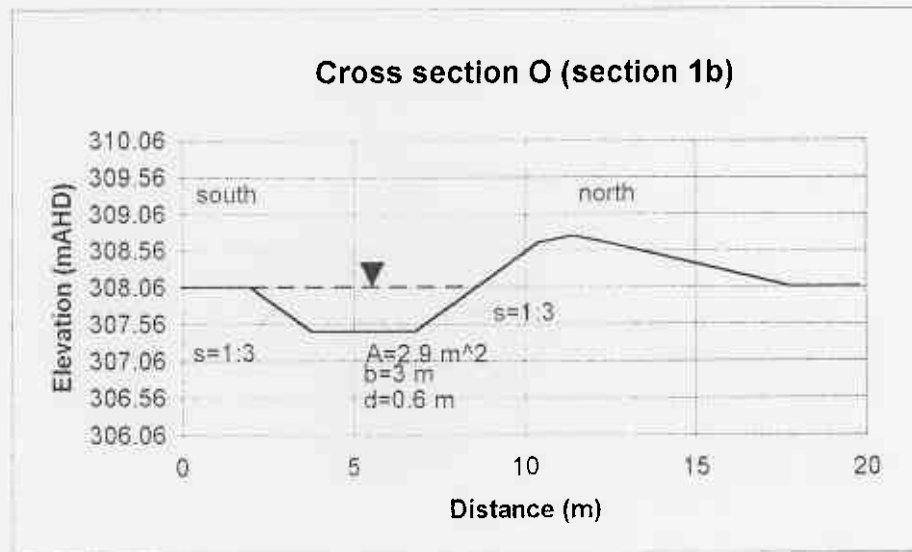 Cross section O (section 1b)
Elevation (mAHD)
310.06
309.56
309.06
308.56
308.06
307.56
307.06
306.56
306.06
south
north
s=1:3
s=1:3
A=2.9 m^2
b=3 m
d=0.6 m
0
5
10
15
20
Distance (m)